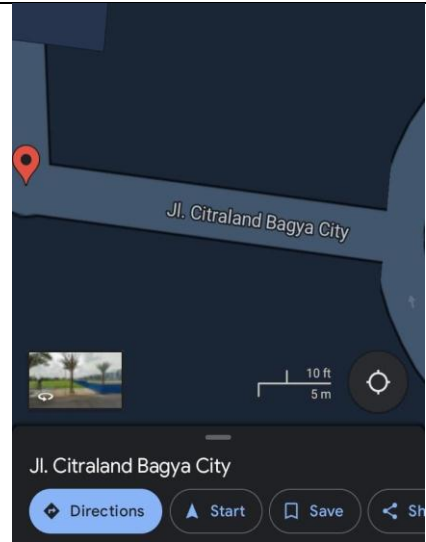 Jl. Citraland Bagya City
10 ft
5 m
Jl. Citraland Bagya City
Directions
Start
Save
Sh